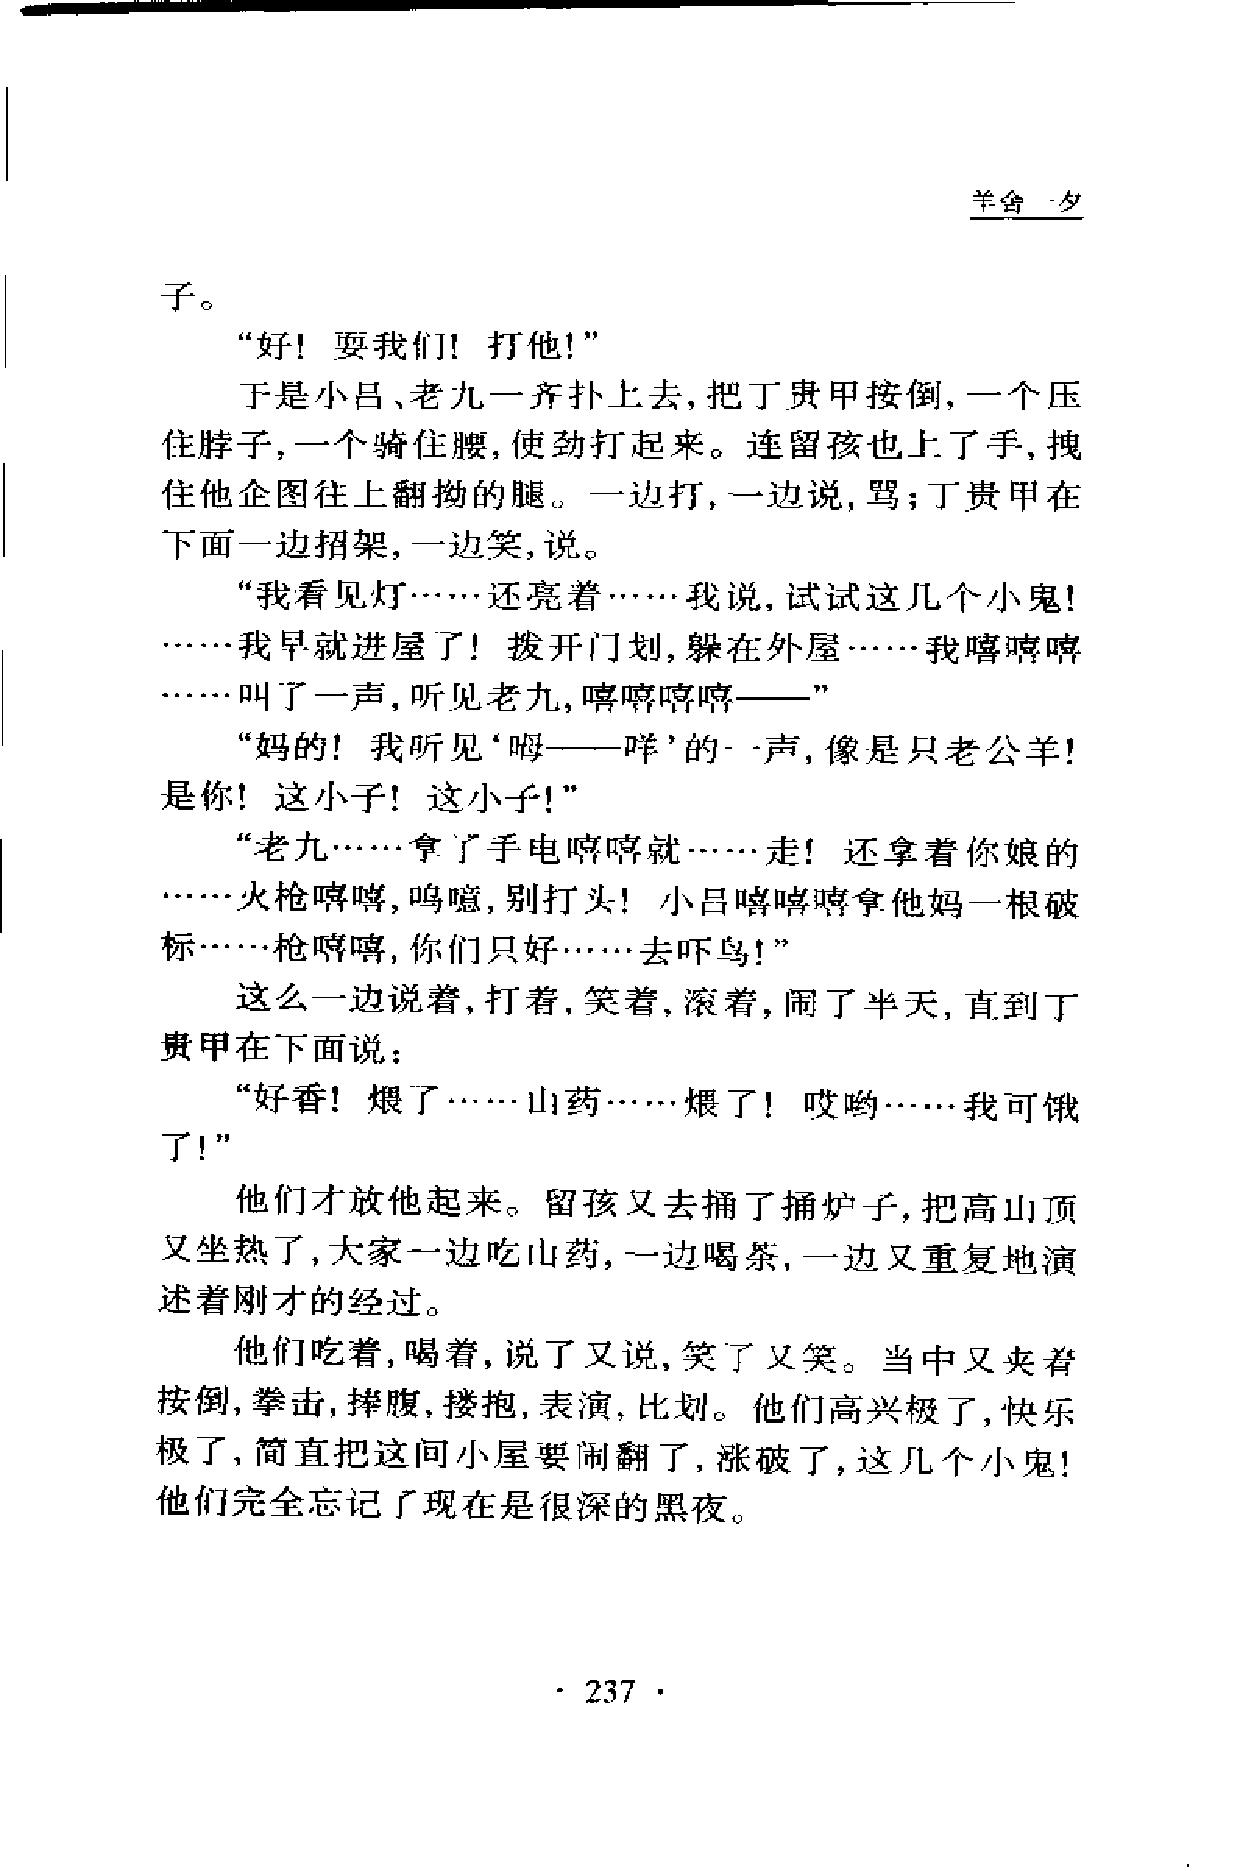 羊舍一夕
子。
“好！耍我们！打他！”
于是小吕、老九一齐扑上去，把丁贵甲按倒，一个压
住脖子，一个骑住腰，使劲打起来。连留孩也上了手，拽
住他企图往上翻拗的腿。一边打，一边说，骂；丁贵甲在
下面一边招架，一边笑，说。
“我看见灯……还亮着……我说，试试这几个小鬼！
……我早就进屋了！拨开门划，躲在外屋……我嘻嘻嘻
……叫了一声，听见老九，嘻嘻嘻嘻——”
“妈的！我听见‘呣——咩’的一声，像是只老公羊！
是你！这小子！这小子！”
“老九……拿了手电嘻嘻就……走！还拿着你娘的
……火枪嘻嘻，呜噫，别打头！小吕嘻嘻嘻拿他妈一根破
标……枪嘻嘻，你们只好……去吓鸟！”
这么一边说着，打着，笑着，滚着，闹了半天，直到丁
贵甲在下面说：
“好香！煨了……山药……煨了！哎哟……我可饿
了！”
他们才放他起来。留孩又去捅了捅炉子，把高山顶
又坐热了，大家一边吃山药，一边喝茶，一边又重复地演
述着刚才的经过。
他们吃着，喝着，说了又说，笑了又笑。当中又夹着
按倒，拳击，捧腹，搂抱，表演，比划。他们高兴极了，快乐
极了，简直把这间小屋要闹翻了，涨破了，这几个小鬼！
他们完全忘记了现在是很深的黑夜。
· 237 ·